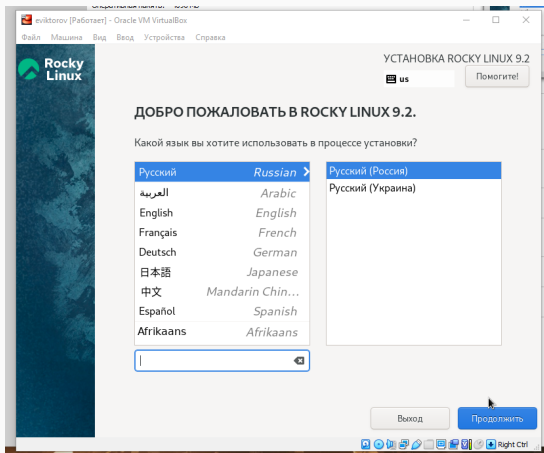 eviktorov [Работает] - Oracle VM VirtualBox
Файл Машина Вид Ввод Устройства Справка
Rocky
Linux
УСТАНОВКА ROCKY LINUX 9.2
us
Помогите!
ДОБРО ПОЖАЛОВАТЬ В ROCKY LINUX 9.2.
Какой язык вы хотите использовать в процессе установки?
Русский Russian
العربية Arabic
English English
Français French
Deutsch German
日本語 Japanese
中文 Mandarin Chin...
Español Spanish
Afrikaans Afrikaans
Русский (Россия)
Русский (Украина)
Выход
Продолжить
Right Ctrl